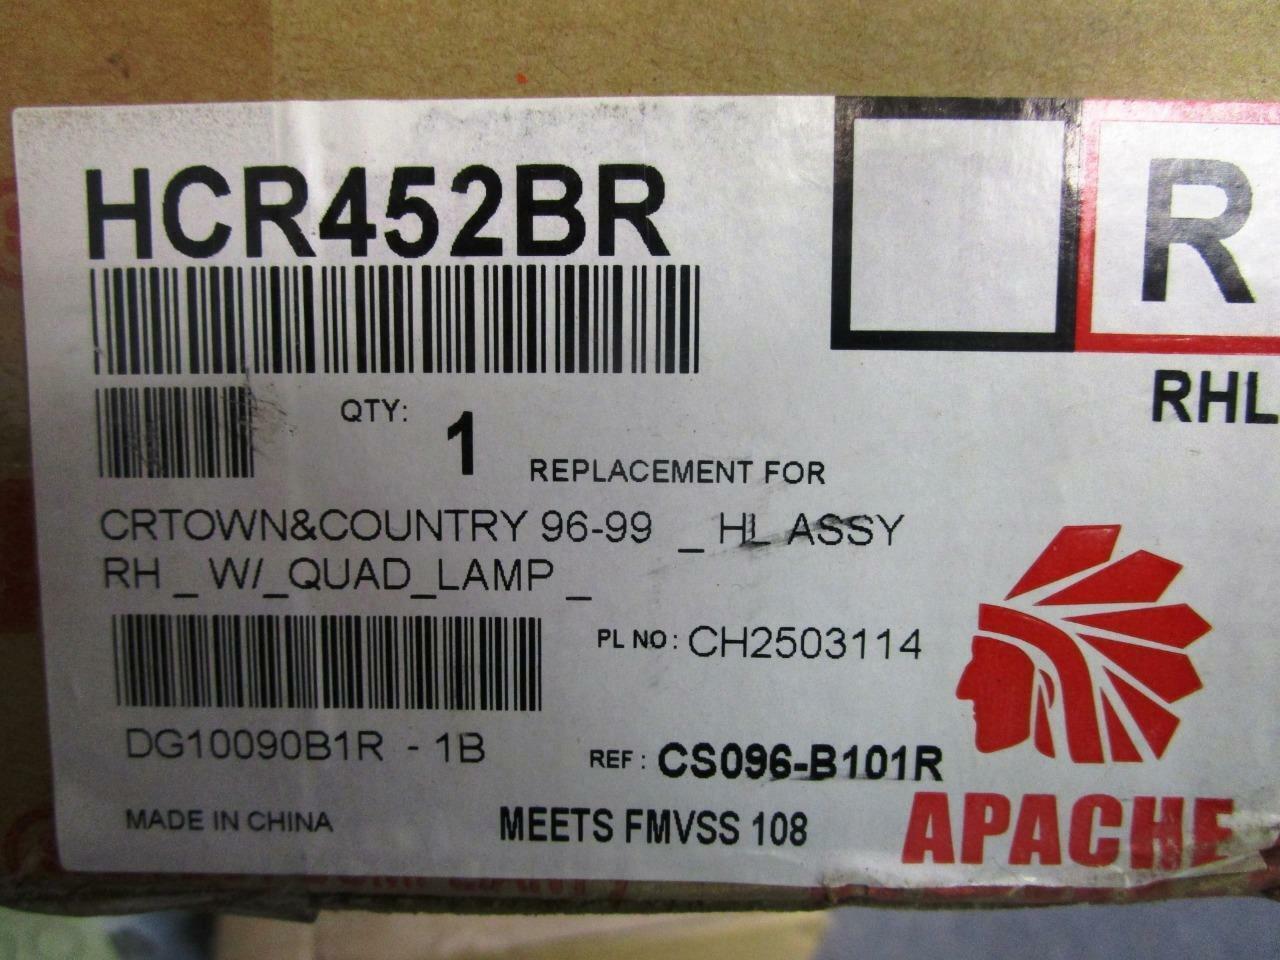 HCR452BR
R
RHL
QTY: 1
REPLACEMENT FOR
CRTOWN&COUNTRY 96-99 _ HL ASSY
RH _ W/_QUAD_LAMP _
PL NO: CH2503114
DG10090B1R - 1B
REF: CS096-B101R
MADE IN CHINA
MEETS FMVSS 108
APACHE